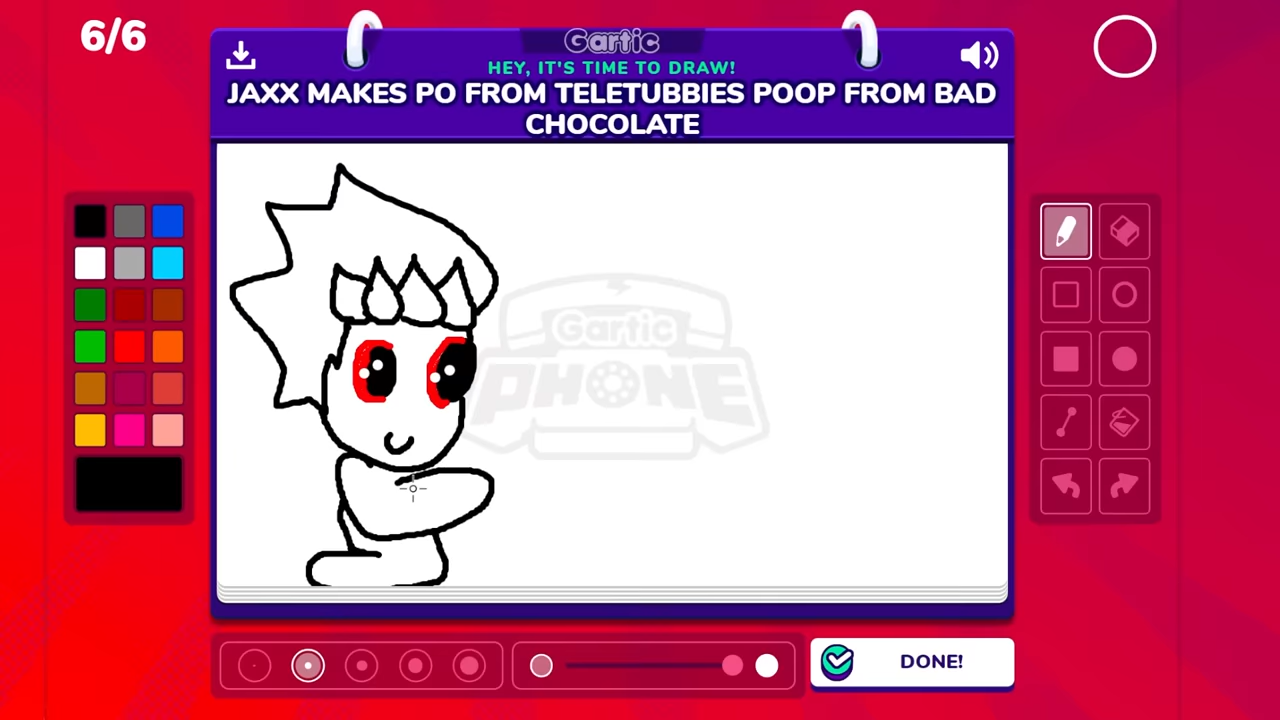 6/6
Gartic
HEY, IT'S TIME TO DRAW!
JAXX MAKES PO FROM TELETUBBIES POOP FROM BAD
CHOCOLATE
Gartic
PHONE
DONE!